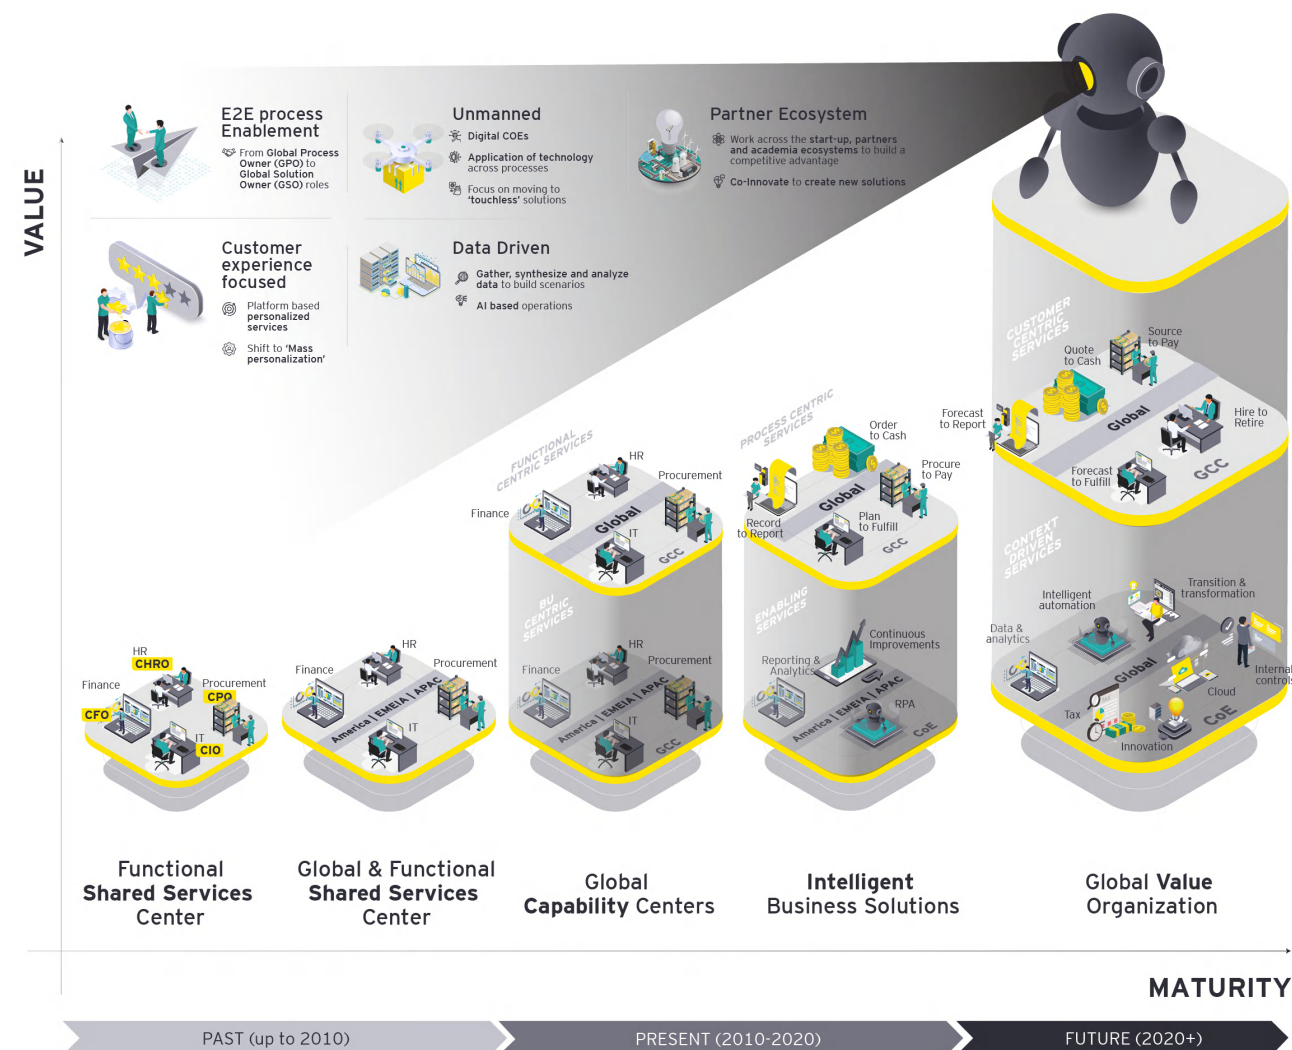 VALUE
E2E process
Enablement
From Global Process
Owner (GPO) to
Global Solution
Owner (GSO) roles
Unmanned
Digital COEs
Application of technology
across processes
Focus on moving to
‘touchless’ solutions
Partner Ecosystem
Work across the start-up, partners
and academia ecosystems to build a
competitive advantage
Co-Innovate to create new solutions
Customer
experience
focused
Platform based
personalized
services
Shift to ‘Mass
personalization’
Data Driven
Gather, synthesize and analyze
data to build scenarios
AI based operations
HR
CHRO
Finance
CFO
Procurement
CPO
IT
CIO
Functional
Shared Services
Center
HR
Finance
Procurement
IT
America | EMEIA | APAC
Global & Functional
Shared Services
Center
FUNCTIONAL
CENTRIC SERVICES
HR
Finance
Procurement
Global
IT
GCC
BU
CENTRIC
SERVICES
HR
Finance
Procurement
America | EMEIA | APAC
IT
GCC
Global
Capability Centers
PROCESS CENTRIC
SERVICES
Order
to Cash
Procure
to Pay
Global
Record
to Report
Plan
to Fulfill
GCC
ENABLING
SERVICES
Continuous
Improvements
Reporting &
Analytics
America | EMEIA | APAC
RPA
CoE
Intelligent
Business Solutions
CUSTOMER
CENTRIC
SERVICES
Source
to Pay
Quote
to Cash
Forecast
to Report
Global
Hire to
Retire
Forecast
to Fulfill
GCC
CONTEXT
DRIVEN
SERVICES
Intelligent
automation
Transition &
transformation
Data &
analytics
Global
Internal
controls
Cloud
Tax
CoE
Innovation
Global Value
Organization
MATURITY
PAST (up to 2010)
PRESENT (2010-2020)
FUTURE (2020+)